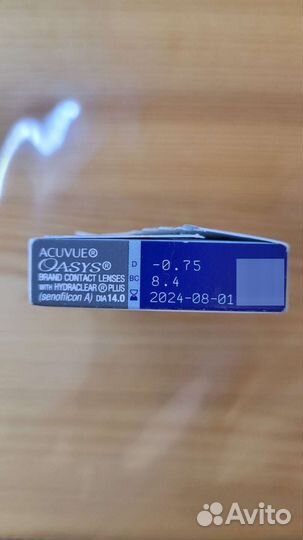 ACUVUE®
OASYS®
BRAND CONTACT LENSES
WITH HYDRACLEAR® PLUS
(senofilcon A) DIA 14.0
D -0.75
BC 8.4
2024-08-01
Avito